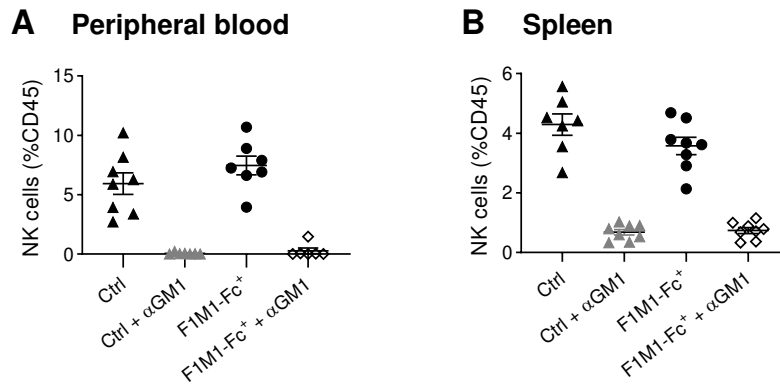 A Peripheral blood
NK cells (%CD45)
15
10
5
0
Ctrl
Ctrl + αGM1
F1M1-Fc⁺
F1M1-Fc⁺ + αGM1
B Spleen
NK cells (%CD45)
6
4
2
0
Ctrl
Ctrl + αGM1
F1M1-Fc⁺
F1M1-Fc⁺ + αGM1